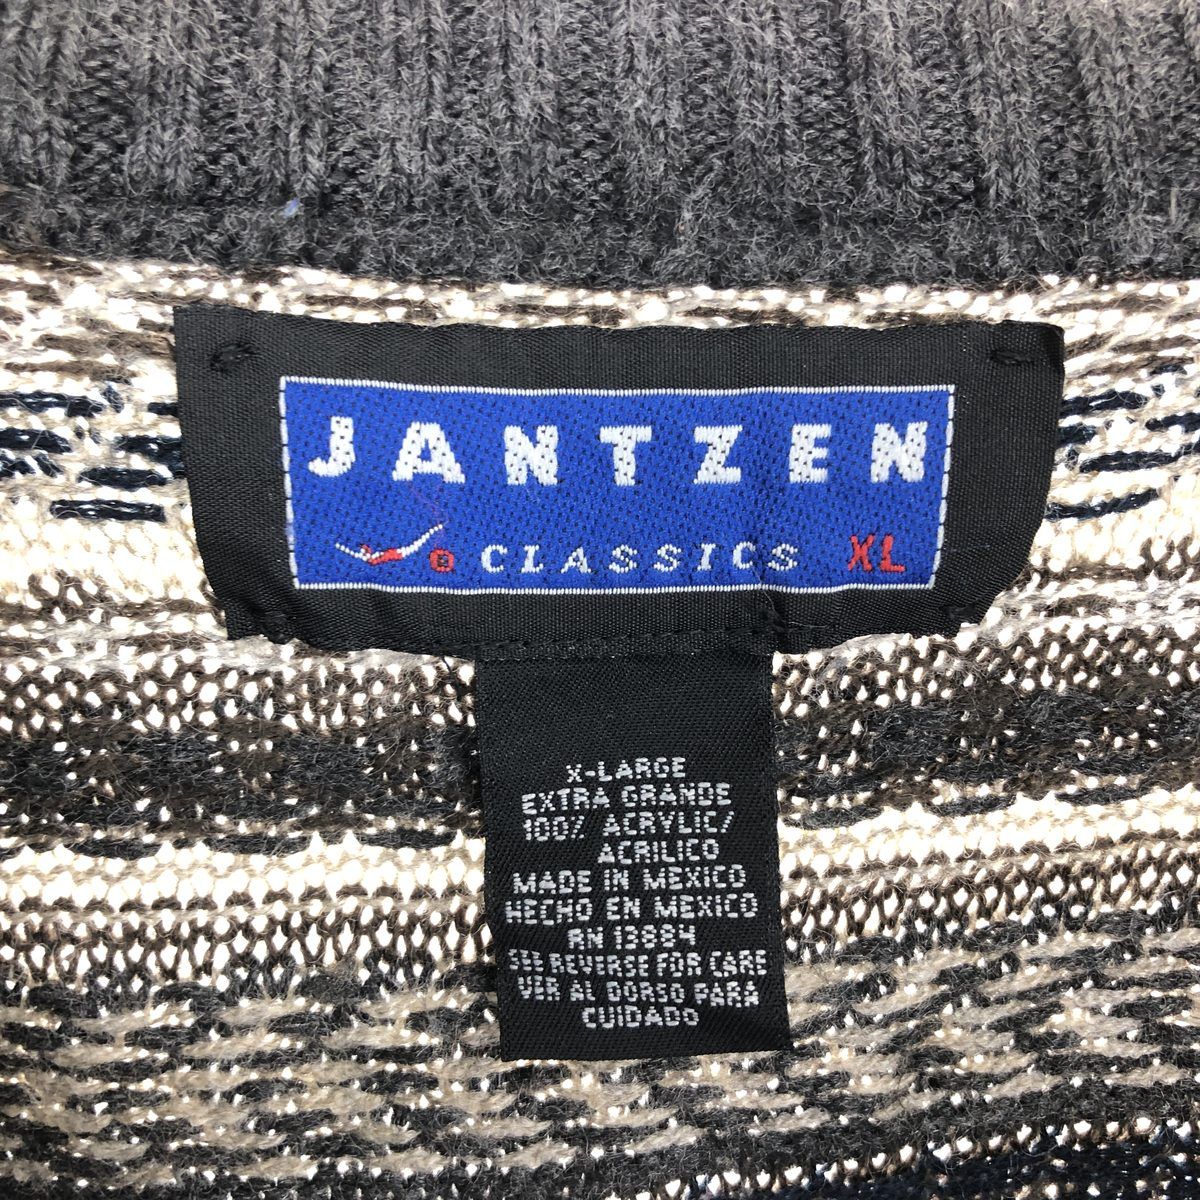 JANTZEN
® CLASSICS XL
X-LARGE
EXTRA GRANDE
100% ACRYLIC/
ACRILICO
MADE IN MEXICO
HECHO EN MEXICO
RN 13884
SEE REVERSE FOR CARE
VER AL DORSO PARA
CUIDADO